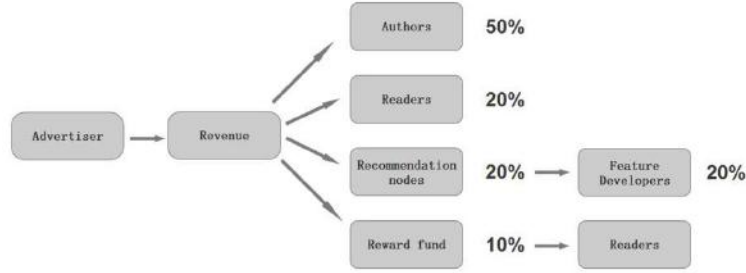 Authors 50%
Readers 20%
Advertiser
Revenue
Recommendation
nodes
20%
Feature
Developers
20%
Reward fund 10% Readers